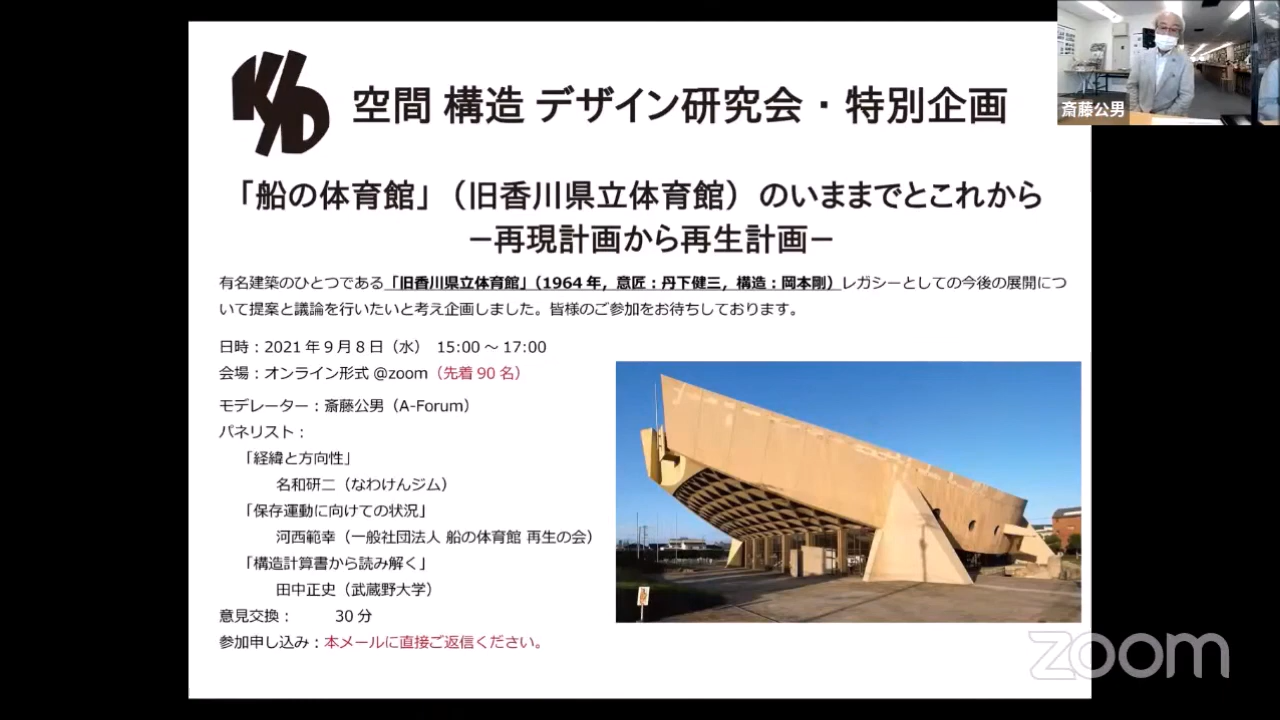 KKD
空間 構造 デザイン研究会・特別企画
斎藤公男
「船の体育館」（旧香川県立体育館）のいままでとこれから
－再現計画から再生計画－
有名建築のひとつである「旧香川県立体育館」（1964 年，意匠：丹下健三，構造：岡本剛）レガシーとしての今後の展開につ
いて提案と議論を行いたいと考え企画しました。皆様のご参加をお待ちしております。
日時：2021 年 9 月 8 日（水） 15:00 ～ 17:00
会場：オンライン形式 @zoom（先着 90 名）
モデレーター：斎藤公男（A-Forum）
パネリスト：
「経緯と方向性」
名和研二（なわけんジム）
「保存運動に向けての状況」
河西範幸（一般社団法人 船の体育館 再生の会）
「構造計算書から読み解く」
田中正史（武蔵野大学）
意見交換： 30 分
参加申し込み：本メールに直接ご返信ください。
zoom